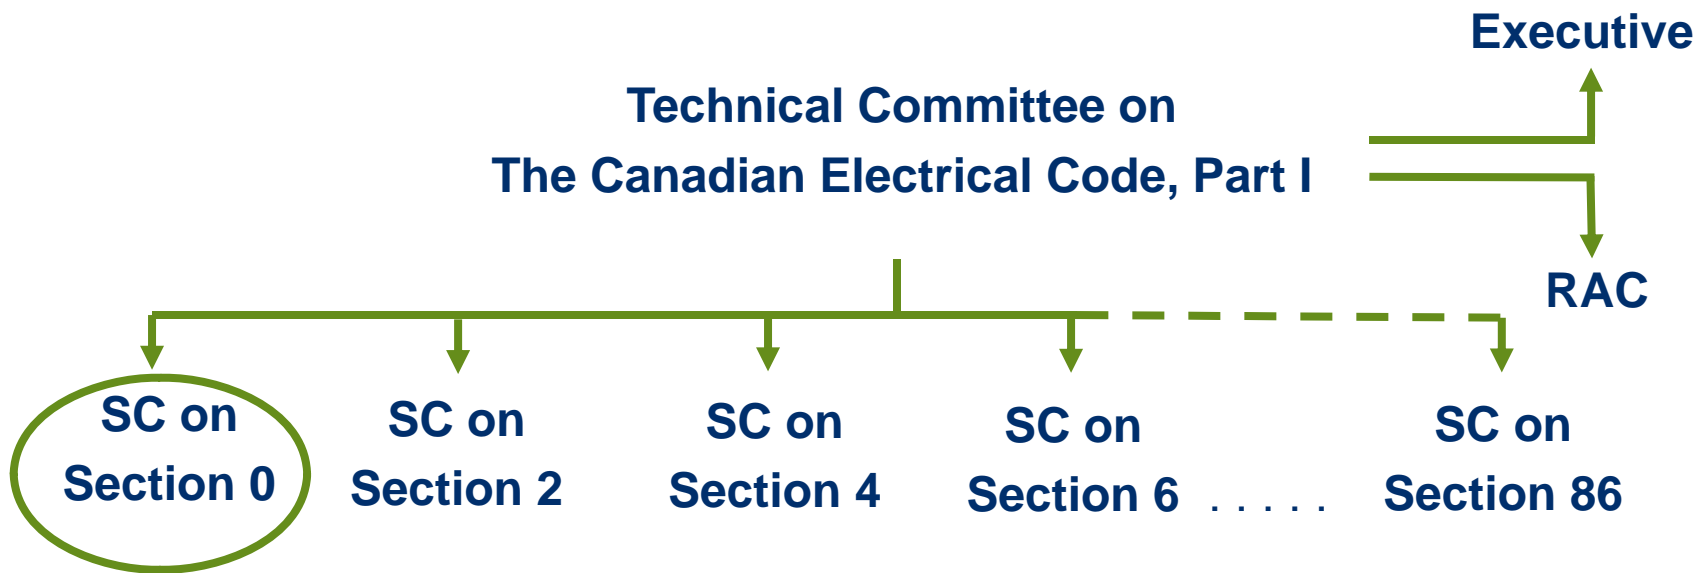 Executive
Technical Committee on
The Canadian Electrical Code, Part I
RAC
SC on
Section 0
SC on
Section 2
SC on
Section 4
SC on
Section 6 . . . . .
SC on
Section 86